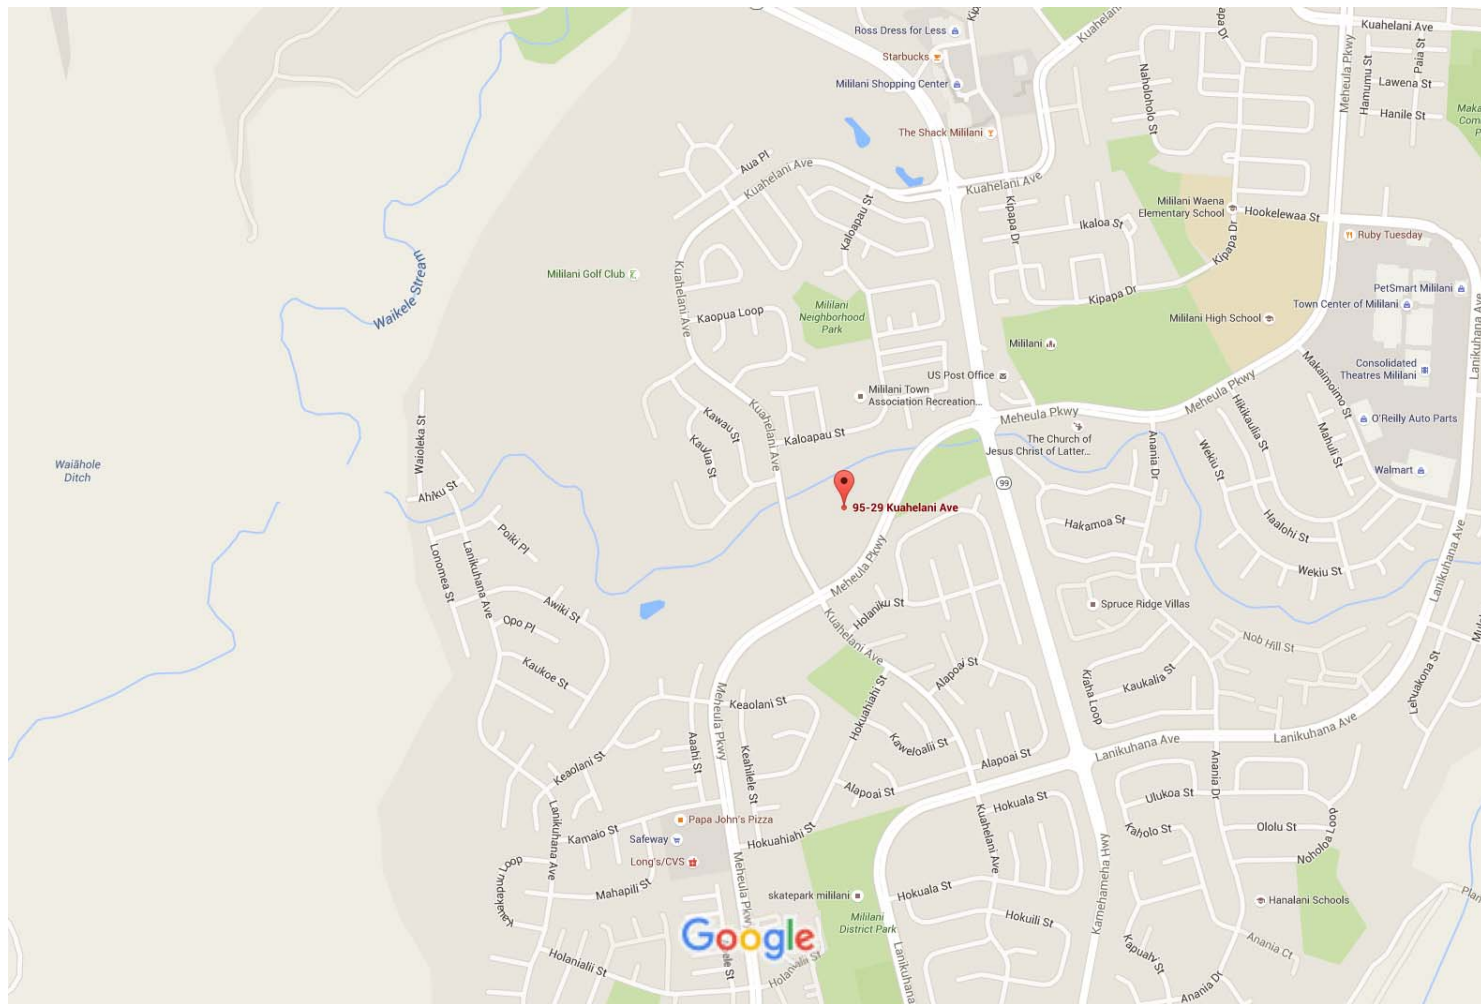 Kuahelani Ave
Ross Dress for Less
Kuahelani
Kip
apa Dr
Meheula Pkwy
Hamumu St
Paia St
Starbucks
Mililani Shopping Center
Naholoholo St
Lawena St
Maka
Com
P
Hanile St
The Shack Mililani
Aua Pl
Kuahelani Ave
Kuahelani Ave
Mililani Waena
Elementary School
Hookelewaa St
Kaloapau St
Kipapa Dr
Ikaloa St
Kipapa Dr
Ruby Tuesday
Waikele Stream
Mililani Golf Club
Kuahelani Ave
Kipapa Dr
PetSmart Mililani
Town Center of Mililani
Mililani
Neighborhood
Park
Kaopua Loop
Mililani High School
Lanikuhana Ave
Mililani
Makaimoimo St
Consolidated
Theatres Mililani
US Post Office
Meheula Pkwy
Mililani Town
Association Recreation...
Hikikaulia St
Kuahelani Ave
Kawau St
Meheula Pkwy
O'Reilly Auto Parts
Waioleka St
Kaulua St
Kaloapau St
The Church of
Jesus Christ of Latter...
Anania Dr
Wekiu St
Mahuli St
Waiāhole
Ditch
Walmart
Ahiku St
99
95-29 Kuahelani Ave
Hakamoa St
Haalohi St
Poiki Pl
Lonomea St
Lanikuhana Ave
Meheula Pkwy
Wekiu St
Lanikuhana Ave
Awiki St
Holaniku St
Spruce Ridge Villas
Opo Pl
Kuahelani Ave
Nob Hill St
Kaukoe St
Alapoai St
Kiaha Loop
Kaukalia St
Lehuakona St
Meheula Pkwy
Keaolani St
Hokuahiahi St
Kaweloalii St
Lanikuhana Ave
Lanikuhana Ave
Aaahi St
Keahilele St
Alapoai St
Anania Dr
Keaolani St
Alapoai St
Ulukoa St
Hokuala St
Lanikuhana Ave
Papa John's Pizza
Kamaio St
Safeway
Hokuahiahi St
Kuahelani Ave
Kaholo St
Ololu St
Noholoa Loop
Long's/CVS
Kauamakani Loop
Mahapili St
Meheula Pkwy
Kamehameha Hwy
skatepark mililani
Hokuala St
Hanalani Schools
Mililani
District Park
Hokuili St
Google
Anania Ct
Kapuahi St
Holanialii St
Lanikuhana
Anania Dr